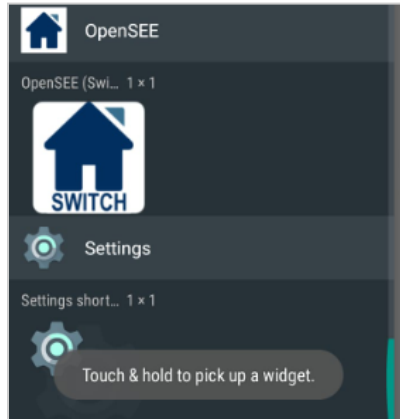 OpenSEE
OpenSEE (Swi... 1 × 1
SWITCH
Settings
Settings short... 1 × 1
Touch & hold to pick up a widget.